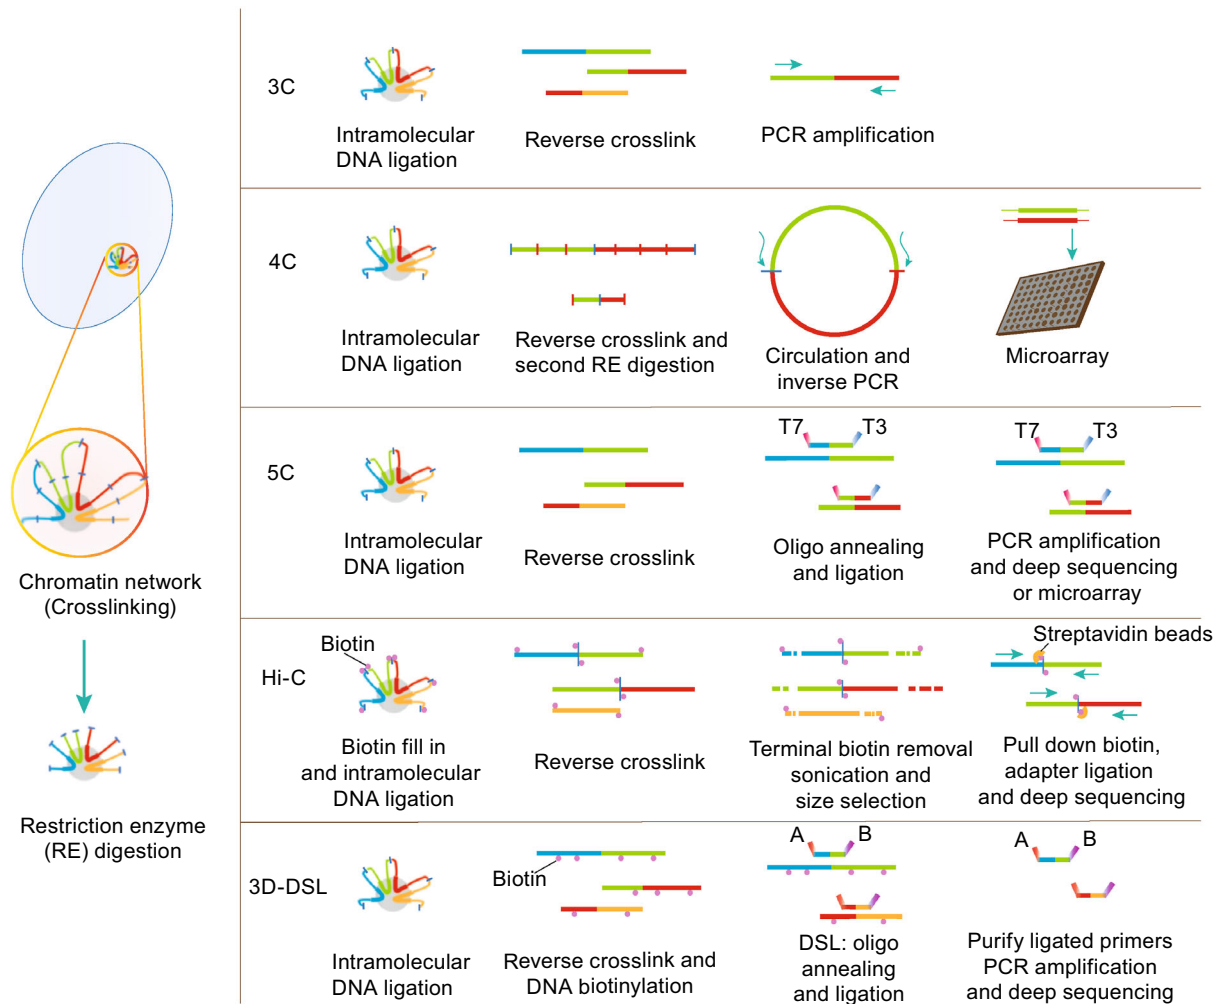 Chromatin network
(Crosslinking)
Restriction enzyme
(RE) digestion
3C
Intramolecular
DNA ligation
Reverse crosslink
PCR amplification
4C
Intramolecular
DNA ligation
Reverse crosslink and
second RE digestion
Circulation and
inverse PCR
Microarray
5C
Intramolecular
DNA ligation
Reverse crosslink
T7
T3
Oligo annealing
and ligation
T7
T3
PCR amplification
and deep sequencing
or microarray
Hi-C
Biotin
Biotin fill in
and intramolecular
DNA ligation
Reverse crosslink
Terminal biotin removal
sonication and
size selection
Streptavidin beads
Pull down biotin,
adapter ligation
and deep sequencing
3D-DSL
Intramolecular
DNA ligation
Biotin
Reverse crosslink and
DNA biotinylation
A
B
DSL: oligo
annealing
and ligation
A
B
Purify ligated primers
PCR amplification
and deep sequencing